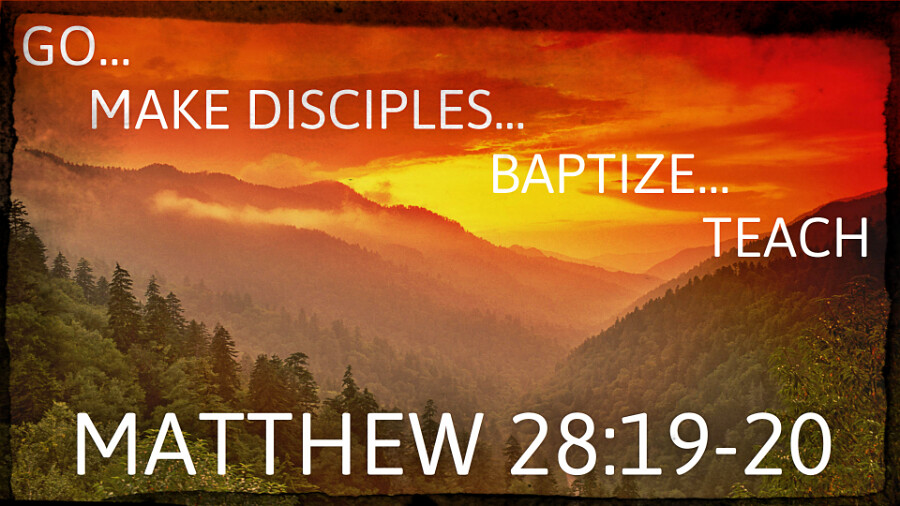 GO...
MAKE DISCIPLES...
BAPTIZE...
TEACH
MATTHEW 28:19-20